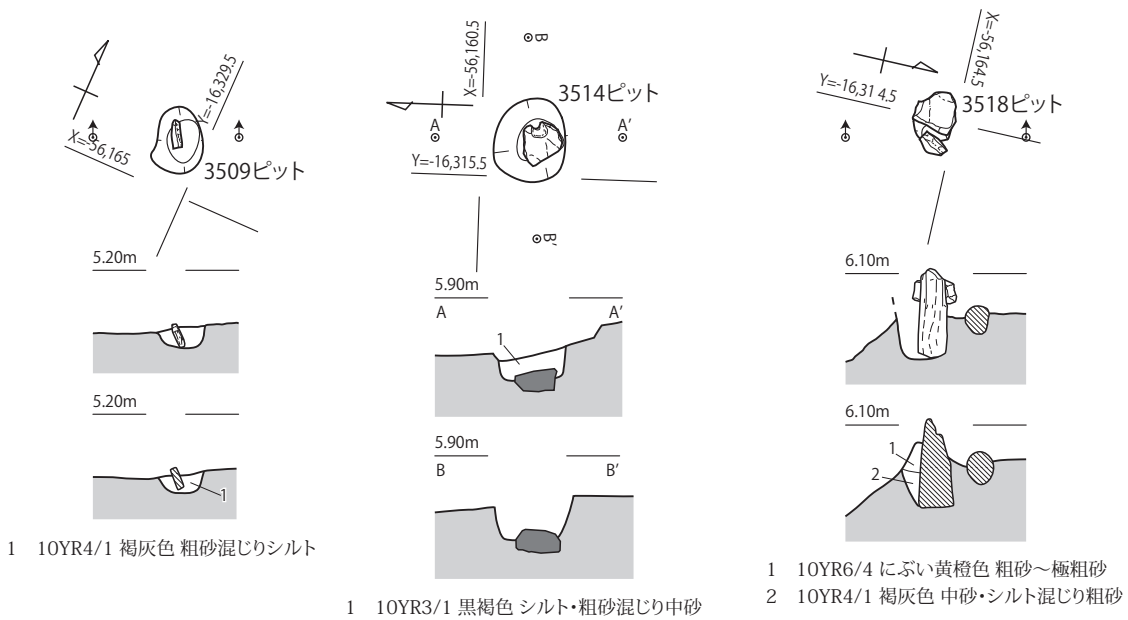 Y=-16,329.5
X=-56,165
3509ピット
5.20m
5.20m
1
1 10YR4/1 褐灰色 粗砂混じりシルト
X=-56,160.5
B
3514ピット
A
A'
Y=-16,315.5
B'
5.90m
A
A'
1
5.90m
B
B'
1 10YR3/1 黒褐色 シルト・粗砂混じり中砂
X=-56,164.5
Y=-16,31 4.5
3518ピット
6.10m
6.10m
1
2
1 10YR6/4 にぶい黄橙色 粗砂～極粗砂
2 10YR4/1 褐灰色 中砂・シルト混じり粗砂